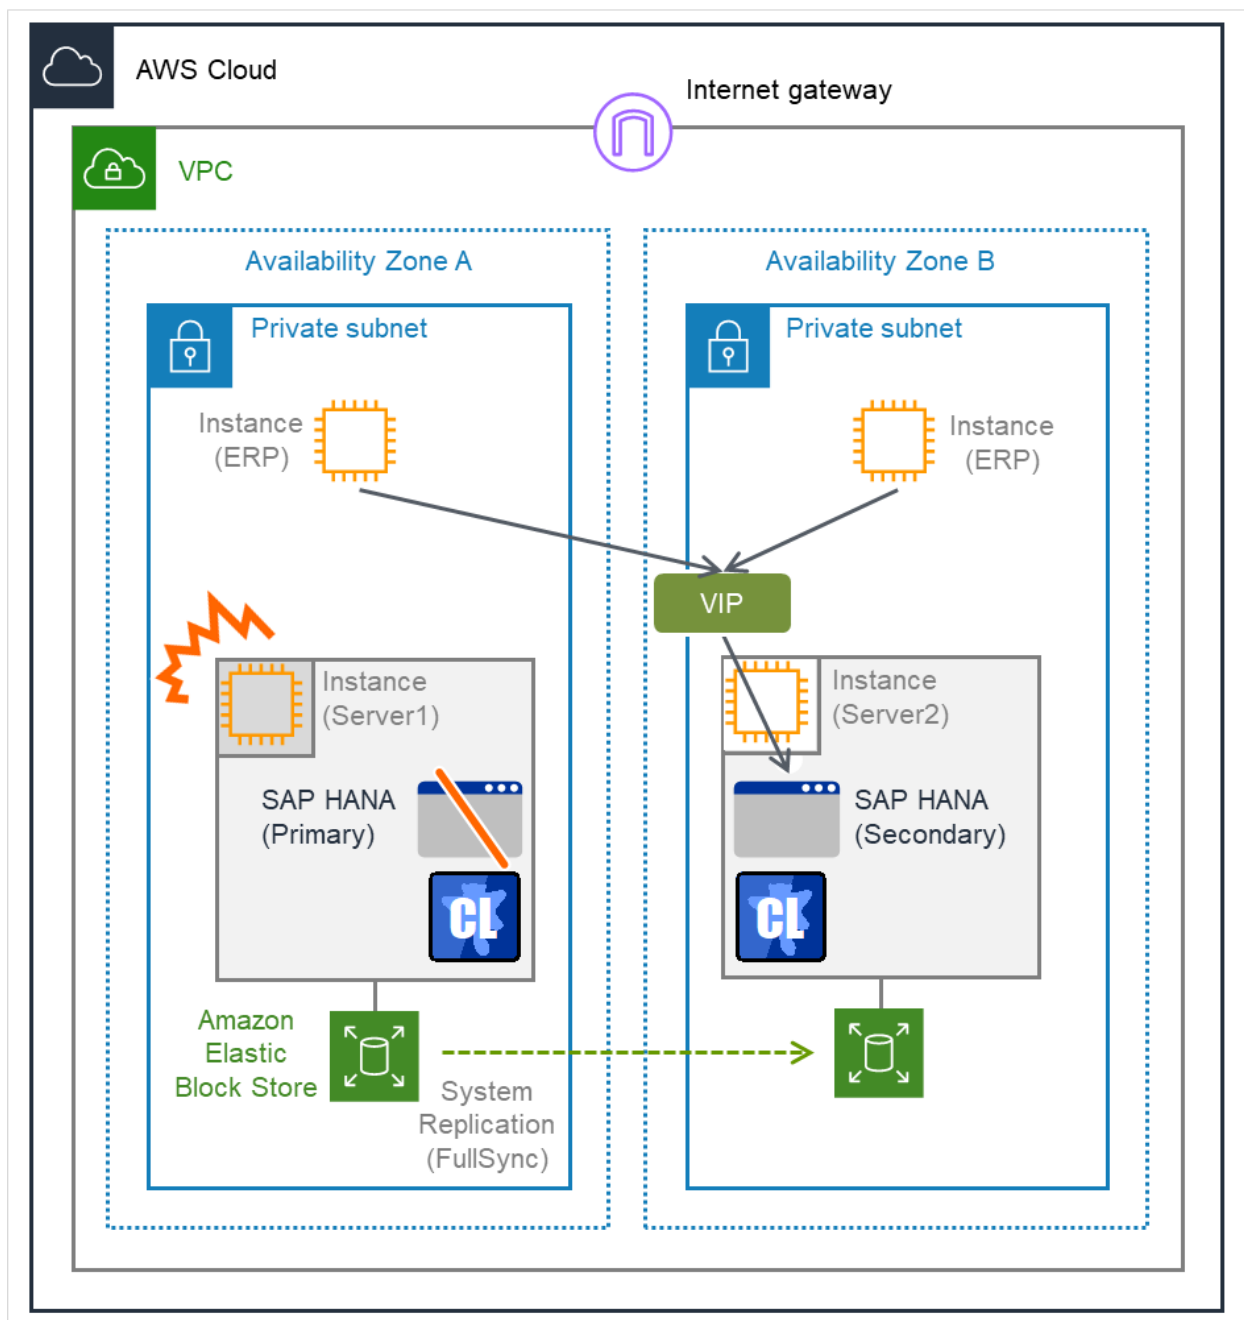 AWS Cloud
Internet gateway
VPC
Availability Zone A
Availability Zone B
Private subnet
Private subnet
Instance
(ERP)
Instance
(ERP)
VIP
Instance
(Server1)
Instance
(Server2)
SAP HANA
(Primary)
SAP HANA
(Secondary)
CL
CL
Amazon
Elastic
Block Store
System
Replication
(FullSync)